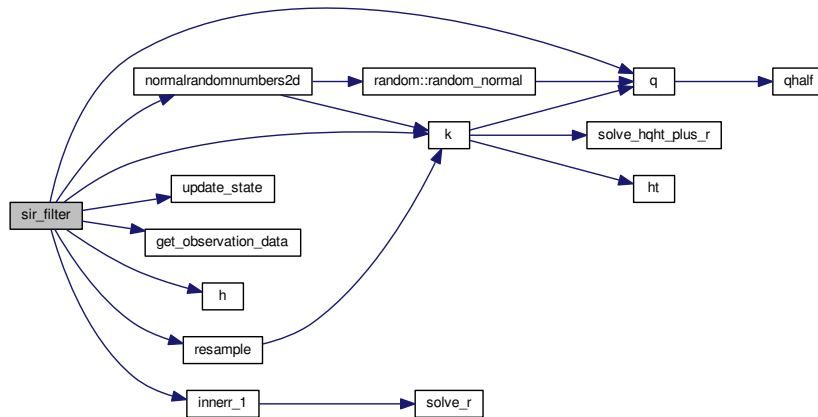 sir_filter
normalrandomnumbers2d
random::random_normal
q
qhalf
k
solve_hqht_plus_r
ht
update_state
get_observation_data
h
resample
innerr_1
solve_r